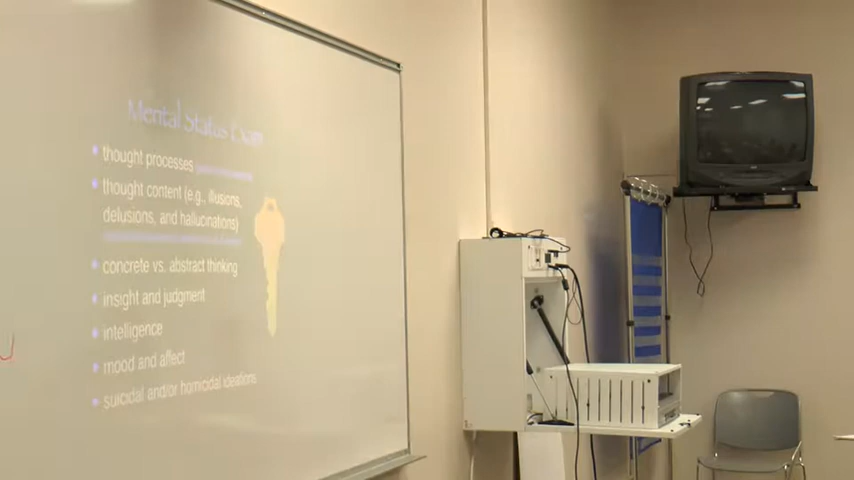 Mental Status Exam
thought processes
thought content (e.g., illusions,
delusions, and hallucinations)
concrete vs. abstract thinking
insight and judgment
intelligence
mood and affect
suicidal and/or homicidal ideations